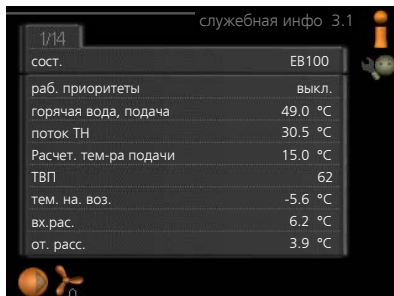 служебная инфо 3.1
1/14
сост. EB100
раб. приоритеты выкл.
горячая вода, подача 49.0 °C
поток ТН 30.5 °C
Расчет. тем-ра подачи 15.0 °C
ТВП 62
тем. на. воз. -5.6 °C
вх.рас. 6.2 °C
от. расс. 3.9 °C
0